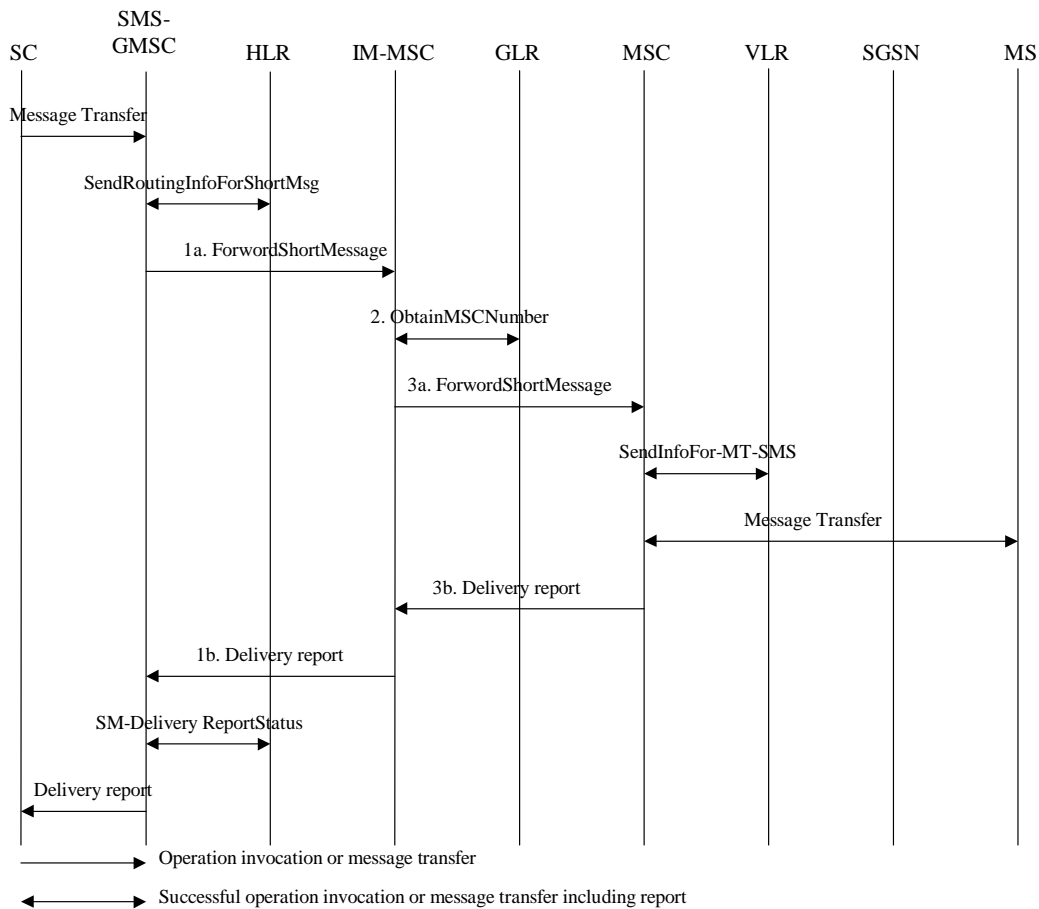 SMS-
GMSC
SC HLR IM-MSC GLR MSC VLR SGSN MS
Message Transfer
SendRoutingInfoForShortMsg
1a. ForwordShortMessage
2. ObtainMSCNumber
3a. ForwordShortMessage
SendInfoFor-MT-SMS
Message Transfer
3b. Delivery report
1b. Delivery report
SM-Delivery ReportStatus
Delivery report
Operation invocation or message transfer
Successful operation invocation or message transfer including report